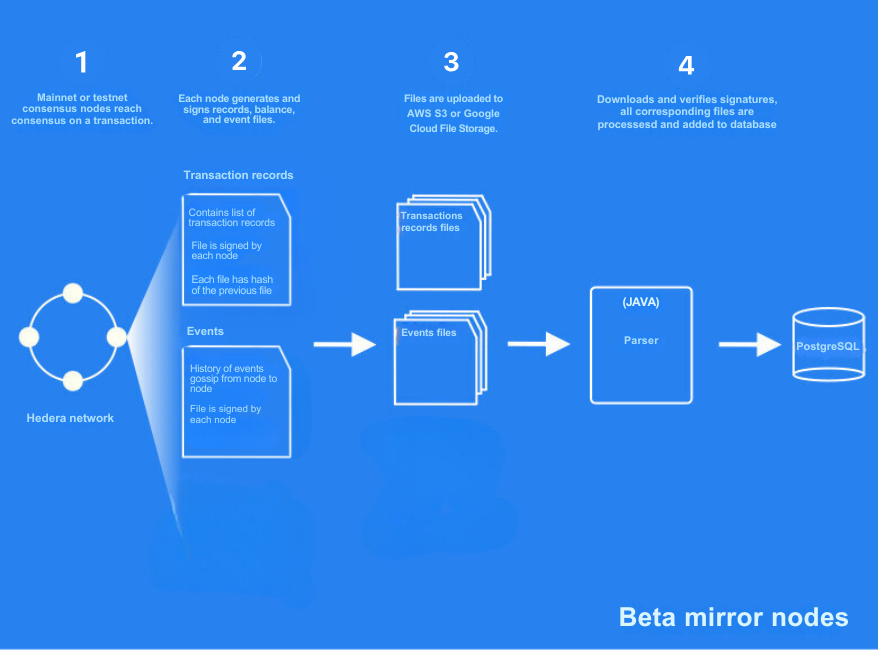 1
Mainnet or testnet
consensus nodes reach
consensus on a transaction.
2
Each node generates and
signs records, balance,
and event files.
3
Files are uploaded to
AWS S3 or Google
Cloud File Storage.
4
Downloads and verifies signatures,
all corresponding files are
processesd and added to database
Hedera network
Transaction records
Contains list of
transaction records
File is signed by
each node
Each file has hash
of the previous file
Events
History of events
gossip from node to
node
File is signed by
each node
Transactions
records files
Events files
(JAVA)
Parser
PostgreSQL
Beta mirror nodes